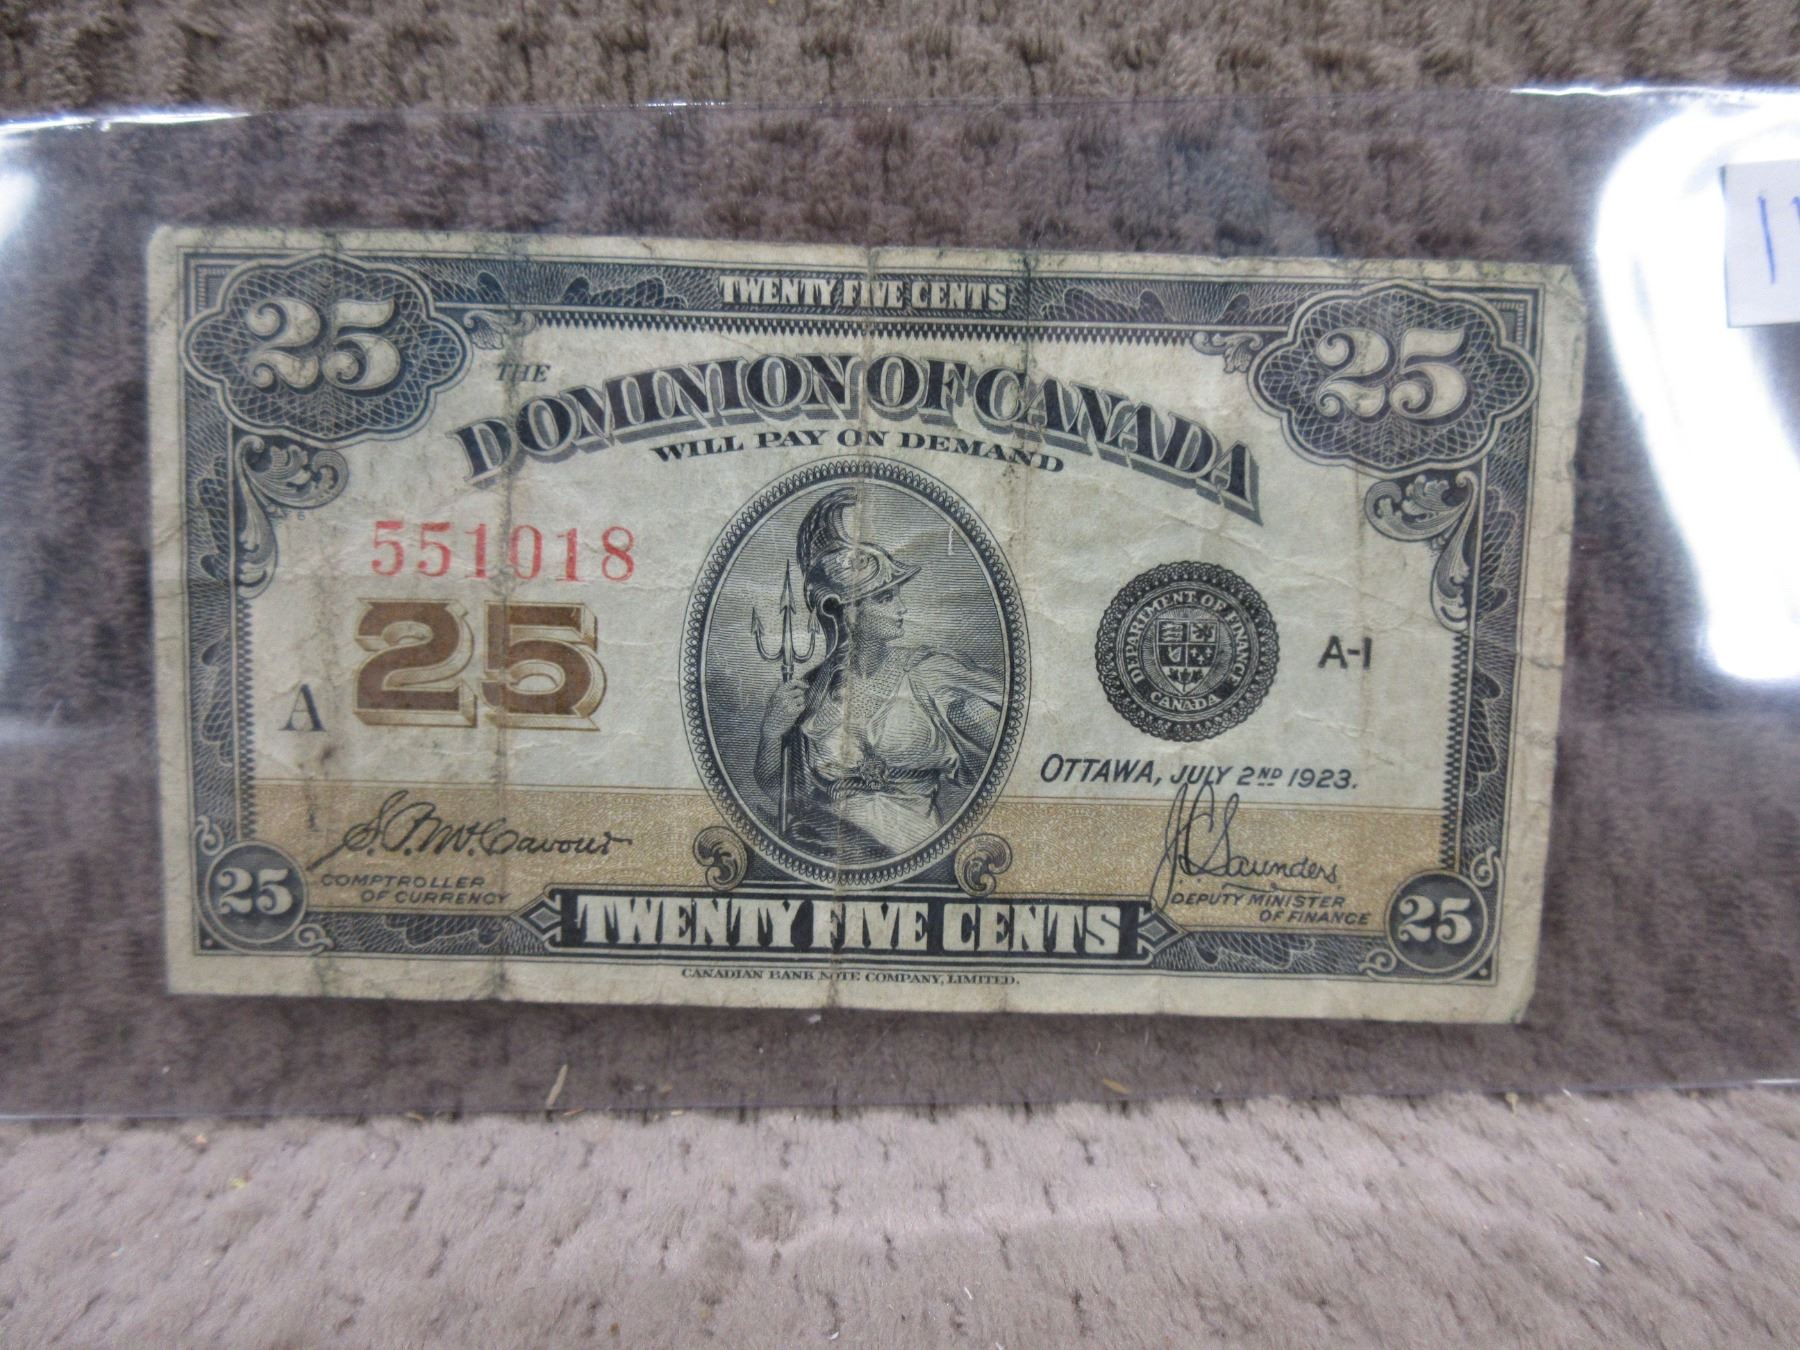 TWENTY FIVE CENTS
25 25
THE
DOMINION OF CANADA
WILL PAY ON DEMAND
551018
25
A
DEPARTMENT OF FINANCE
CANADA
A-1
OTTAWA, JULY 2ND 1923.
S.P. McCavour
J.C. Saunders
COMPTROLLER
OF CURRENCY
DEPUTY MINISTER
OF FINANCE
25 TWENTY FIVE CENTS 25
CANADIAN BANK NOTE COMPANY, LIMITED.